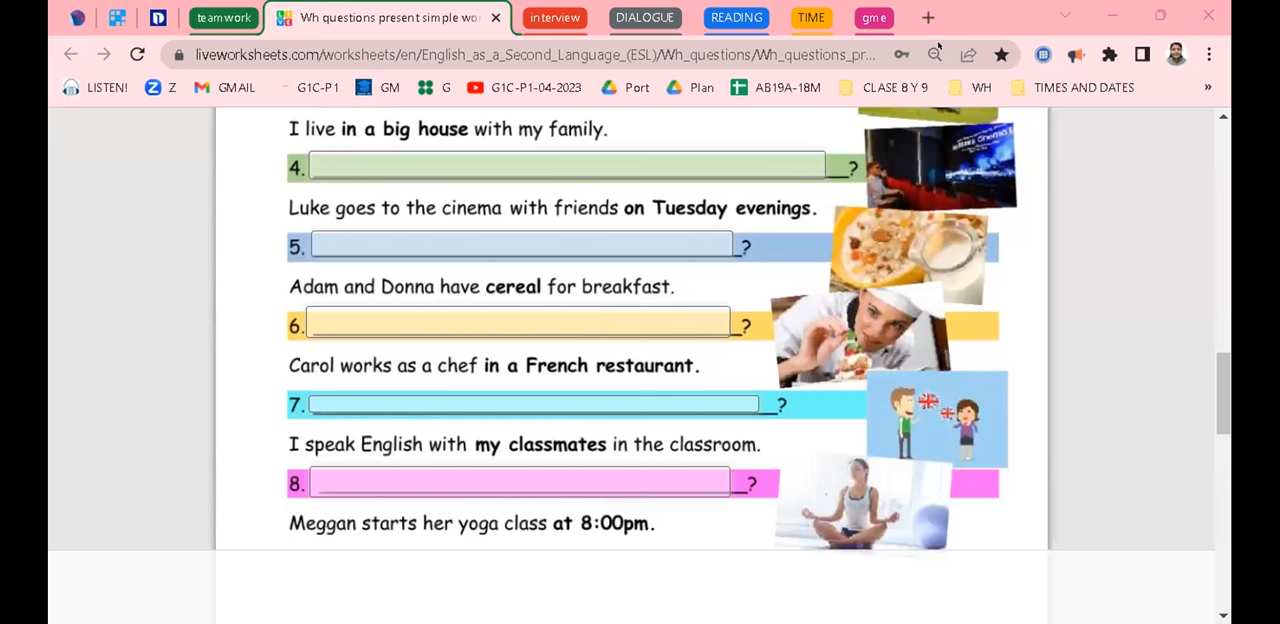 teamwork
Wh questions present simple wo
interview
DIALOGUE
READING
TIME
gme
liveworksheets.com/worksheets/en/English_as_a_Second_Language_(ESL)/Wh_questions/Wh_questions_pr...
LISTEN!
Z
GMAIL
G1C-P1
GM
G
G1C-P1-04-2023
Port
Plan
AB19A-18M
CLASE 8 Y 9
WH
TIMES AND DATES
»
I live in a big house with my family.
4. ?
Luke goes to the cinema with friends on Tuesday evenings.
5. ?
Adam and Donna have cereal for breakfast.
6. ?
Carol works as a chef in a French restaurant.
7. ?
I speak English with my classmates in the classroom.
8. ?
Meggan starts her yoga class at 8:00pm.